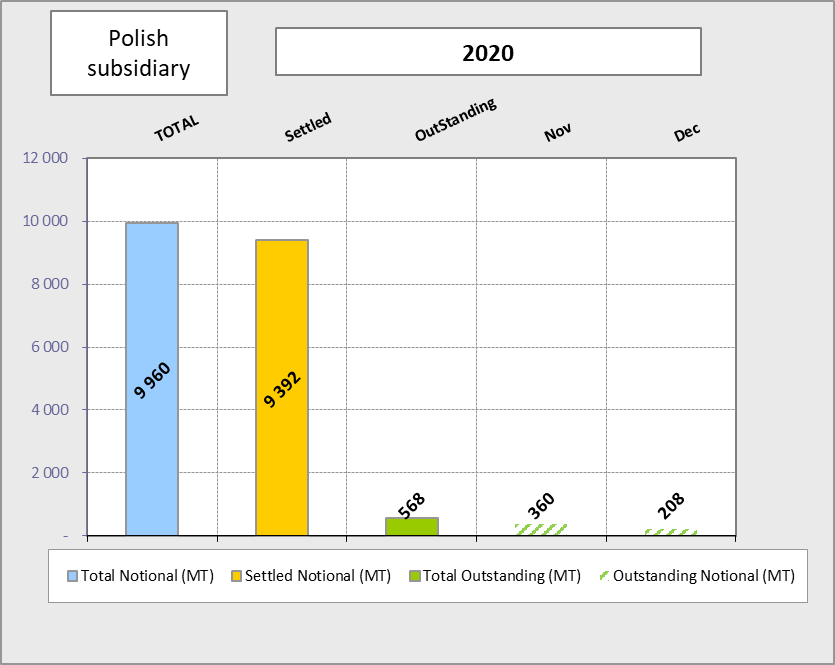 Polish
subsidiary
2020
TOTAL
Settled
OutStanding
Nov
Dec
12 000
10 000
8 000
6 000
4 000
2 000
-
9 960
9 392
568
360
208
Total Notional (MT)
Settled Notional (MT)
Total Outstanding (MT)
Outstanding Notional (MT)